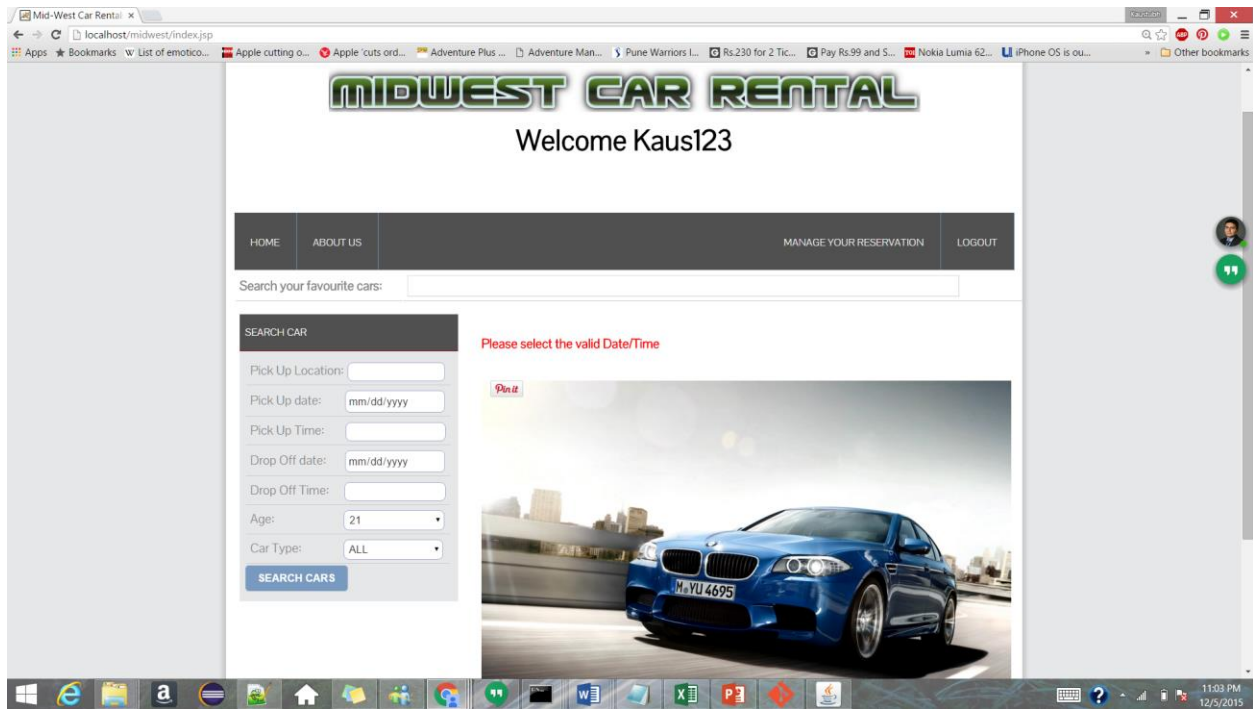 Mid-West Car Rental
Kaustubh
localhost/midwest/index.jsp
Apps Bookmarks W List of emotico... Apple cutting o... Apple 'cuts ord... Adventure Plus ... Adventure Man... Pune Warriors I... Rs.230 for 2 Tic... Pay Rs.99 and S... Nokia Lumia 62... iPhone OS is ou... » Other bookmarks
MIDWEST CAR RENTAL
Welcome Kaus123
HOME ABOUT US MANAGE YOUR RESERVATION LOGOUT
Search your favourite cars:
SEARCH CAR
Please select the valid Date/Time
Pick Up Location:
Pinit
Pick Up date: mm/dd/yyyy
Pick Up Time:
Drop Off date: mm/dd/yyyy
Drop Off Time:
Age: 21
Car Type: ALL
SEARCH CARS
M YU 4695
11:03 PM
12/5/2015